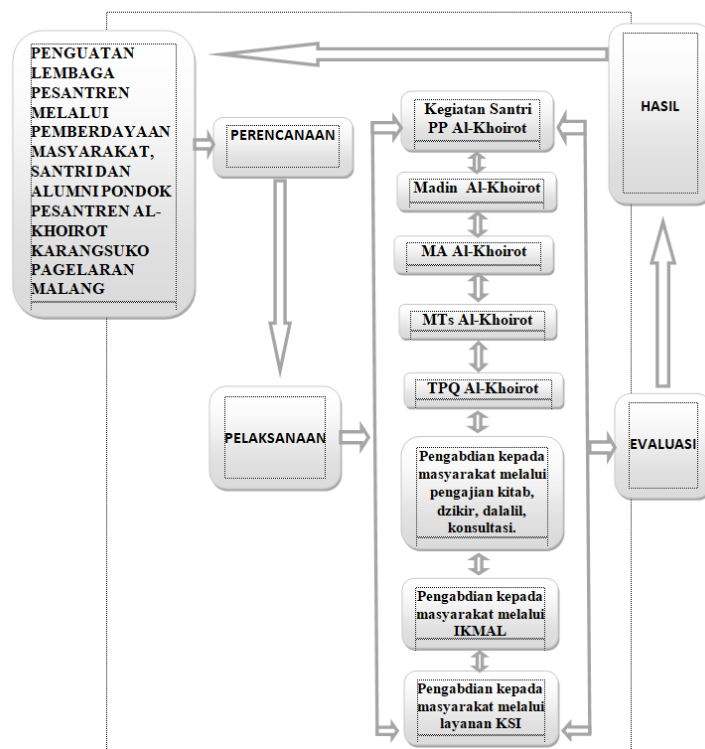 PENGUATAN
LEMBAGA
PESANTREN
MELALUI
PEMBERDAYAAN
MASYARAKAT,
SANTRI DAN
ALUMNI PONDOK
PESANTREN AL-
KHOIROT
KARANGSUKO
PAGELARAN
MALANG
PERENCANAAN
PELAKSANAAN
Kegiatan Santri
PP Al-Khoirot
Madin Al-Khoirot
MA Al-Khoirot
MTs Al-Khoirot
TPQ Al-Khoirot
Pengabdian kepada
masyarakat melalui
pengajian kitab,
dzikir, dalalil,
konsultasi.
Pengabdian kepada
masyarakat melalui
IKMAL
Pengabdian kepada
masyarakat melalui
layanan KSI
EVALUASI
HASIL